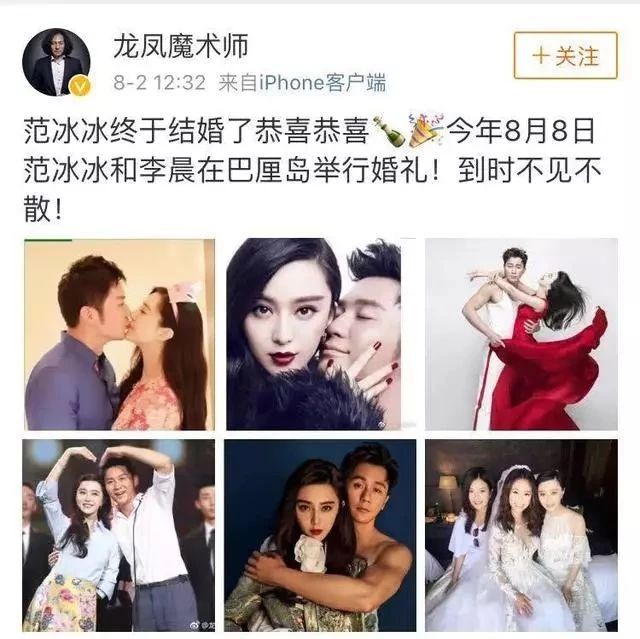 龙凤魔术师
8-2 12:32 来自iPhone客户端
+关注
范冰冰终于结婚了恭喜恭喜🍾🎉今年8月8日
范冰冰和李晨在巴厘岛举行婚礼！到时不见不
散！